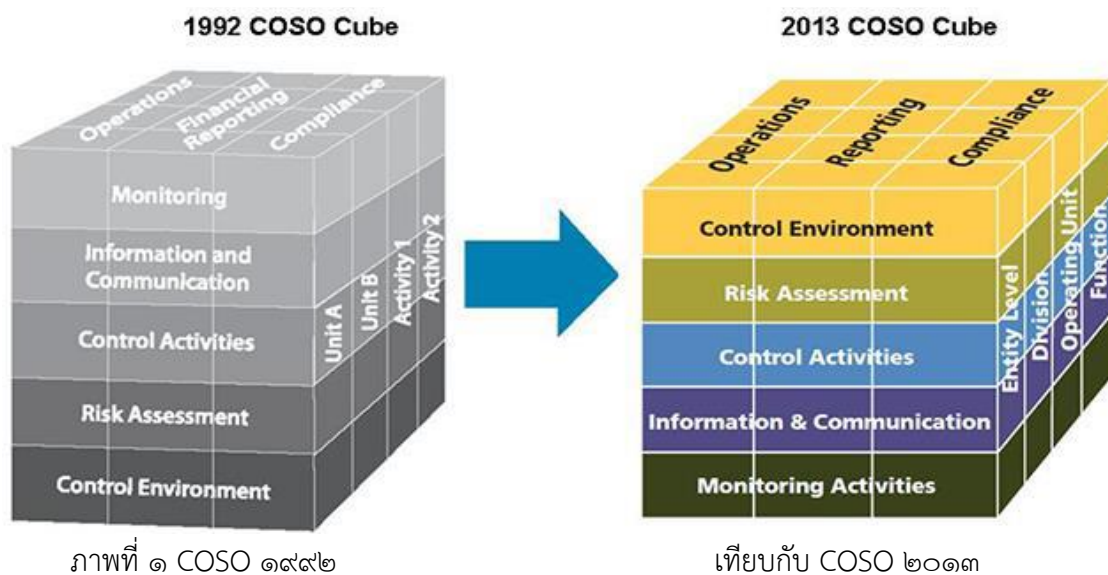 1992 COSO Cube
Operations
Financial
Reporting
Compliance
Monitoring
Information and
Communication
Control Activities
Risk Assessment
Control Environment
Unit A
Unit B
Activity 1
Activity 2
2013 COSO Cube
Operations
Reporting
Compliance
Control Environment
Risk Assessment
Control Activities
Information & Communication
Monitoring Activities
Entity Level
Division
Operating Unit
Function
ภาพที่ ๑ COSO ๑๙๙๒
เทียบกับ COSO ๒๐๑๓